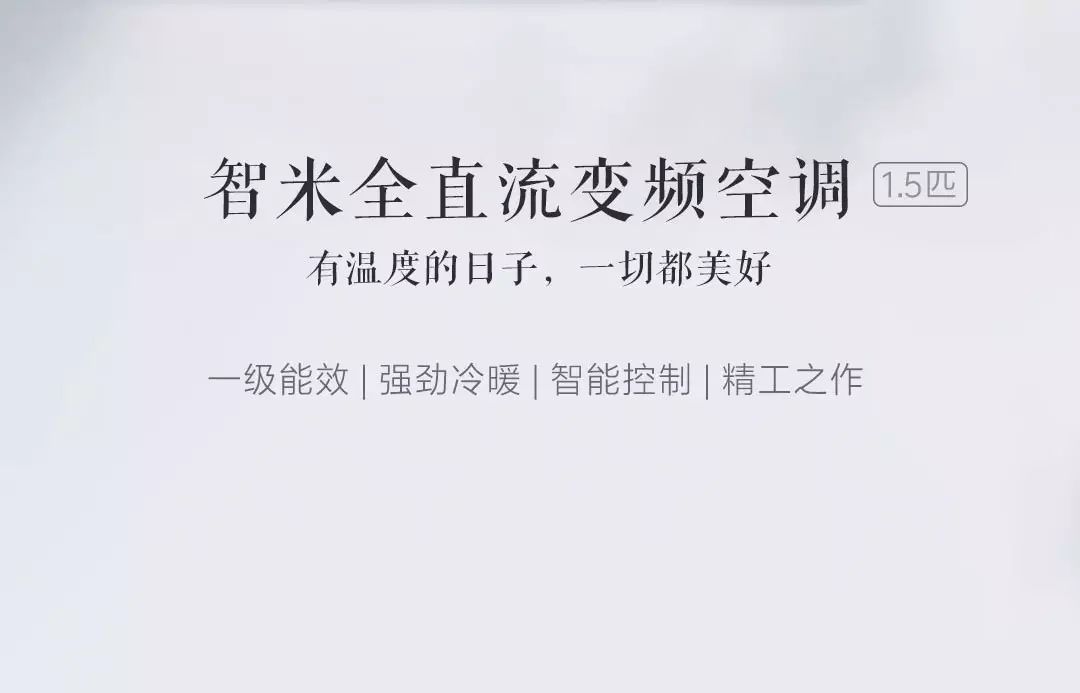 智米全直流变频空调 1.5匹
有温度的日子，一切都美好
一级能效 | 强劲冷暖 | 智能控制 | 精工之作